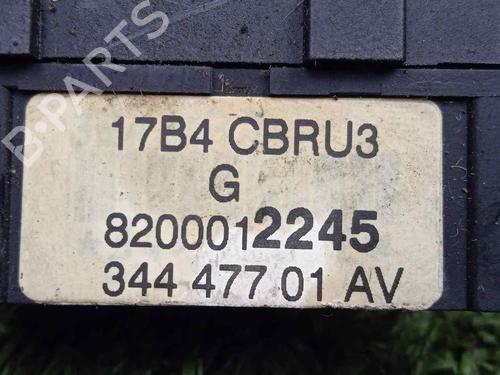 B-PARTS
17B4 CBRU3
G
8200012245
344 477 01 AV